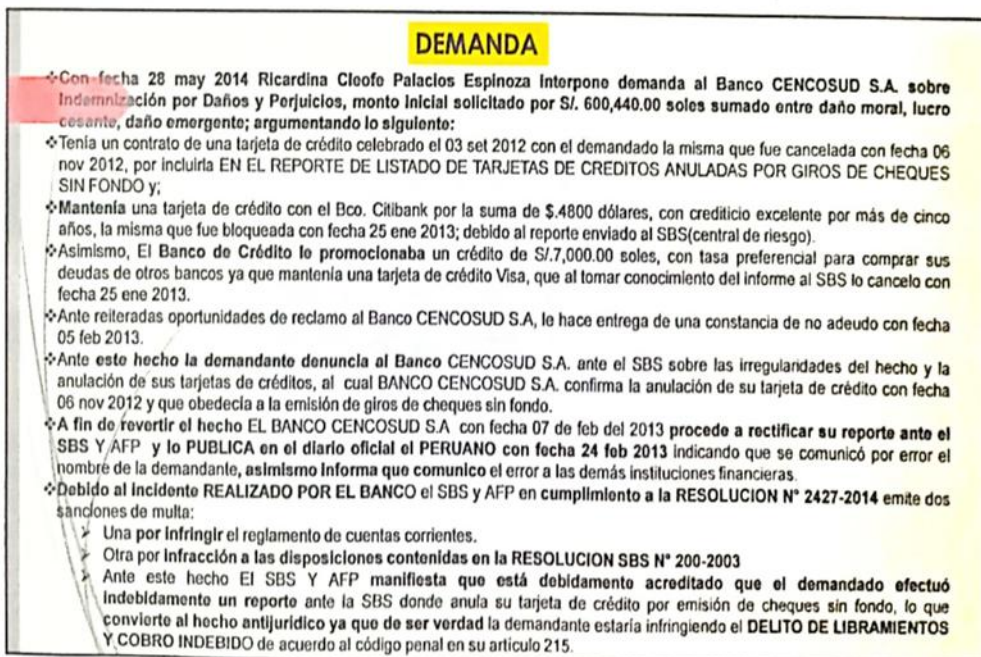 DEMANDA
❖Con fecha 28 may 2014 Ricardina Cleofe Palacios Espinoza interpone demanda al Banco CENCOSUD S.A. sobre
Indemnización por Daños y Perjuicios, monto inicial solicitado por S/. 600,440.00 soles sumado entre daño moral, lucro
cesante, daño emergente; argumentando lo siguiente:
❖Tenía un contrato de una tarjeta de crédito celebrado el 03 set 2012 con el demandado la misma que fue cancelada con fecha 06
nov 2012, por incluirla EN EL REPORTE DE LISTADO DE TARJETAS DE CREDITOS ANULADAS POR GIROS DE CHEQUES
SIN FONDO y;
❖Mantenía una tarjeta de crédito con el Bco. Citibank por la suma de $.4800 dólares, con crediticio excelente por más de cinco
años, la misma que fue bloqueada con fecha 25 ene 2013; debido al reporte enviado al SBS(central de riesgo).
❖Asimismo, El Banco de Crédito lo promocionaba un crédito de S/.7,000.00 soles, con tasa preferencial para comprar sus
deudas de otros bancos ya que mantenía una tarjeta de crédito Visa, que al tomar conocimiento del informe al SBS lo cancelo con
fecha 25 ene 2013.
❖Ante reiteradas oportunidades de reclamo al Banco CENCOSUD S.A, le hace entrega de una constancia de no adeudo con fecha
05 feb 2013.
❖Ante este hecho la demandante denuncia al Banco CENCOSUD S.A. ante el SBS sobre las irregularidades del hecho y la
anulación de sus tarjetas de créditos, al cual BANCO CENCOSUD S.A. confirma la anulación de su tarjeta de crédito con fecha
06 nov 2012 y que obedecía a la emisión de giros de cheques sin fondo.
❖A fin de revertir el hecho EL BANCO CENCOSUD S.A con fecha 07 de feb del 2013 procede a rectificar su reporte ante el
SBS Y AFP y lo PUBLICA en el diario oficial el PERUANO con fecha 24 feb 2013 indicando que se comunicó por error el
nombre de la demandante, asimismo informa que comunico el error a las demás instituciones financieras.
❖Debido al incidente REALIZADO POR EL BANCO el SBS y AFP en cumplimiento a la RESOLUCION N° 2427-2014 emite dos
sanciones de multa:
➢ Una por infringir el reglamento de cuentas corrientes.
➢ Otra por infracción a las disposiciones contenidas en la RESOLUCION SBS N° 200-2003
➢ Ante este hecho El SBS Y AFP manifiesta que está debidamente acreditado que el demandado efectuó
indebidamente un reporte ante la SBS donde anula su tarjeta de crédito por emisión de cheques sin fondo, lo que
convierte al hecho antijurídico ya que de ser verdad la demandante estaría infringiendo el DELITO DE LIBRAMIENTOS
Y COBRO INDEBIDO de acuerdo al código penal en su articulo 215.